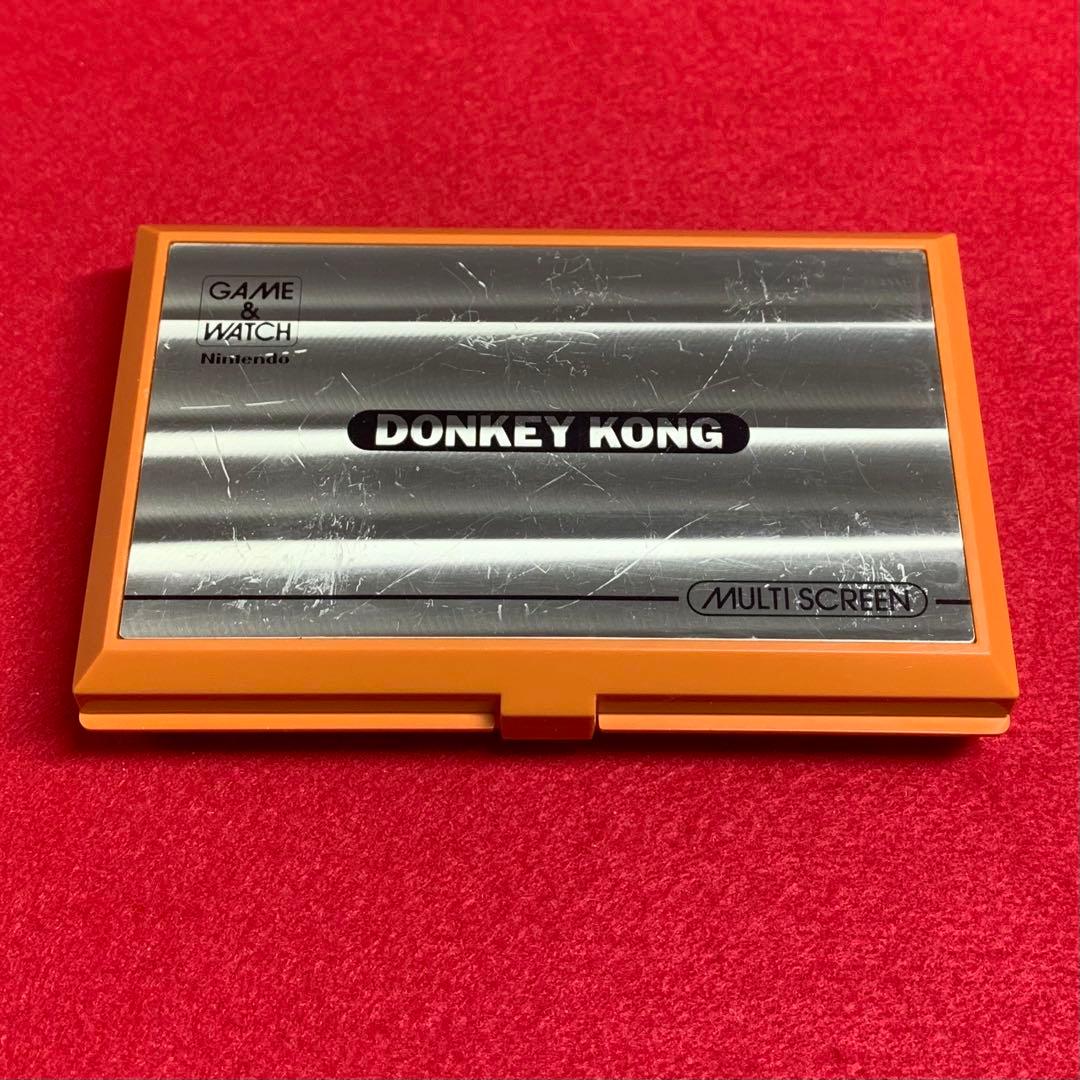 GAME
&
WATCH
Nintendo
DONKEY KONG
MULTI SCREEN